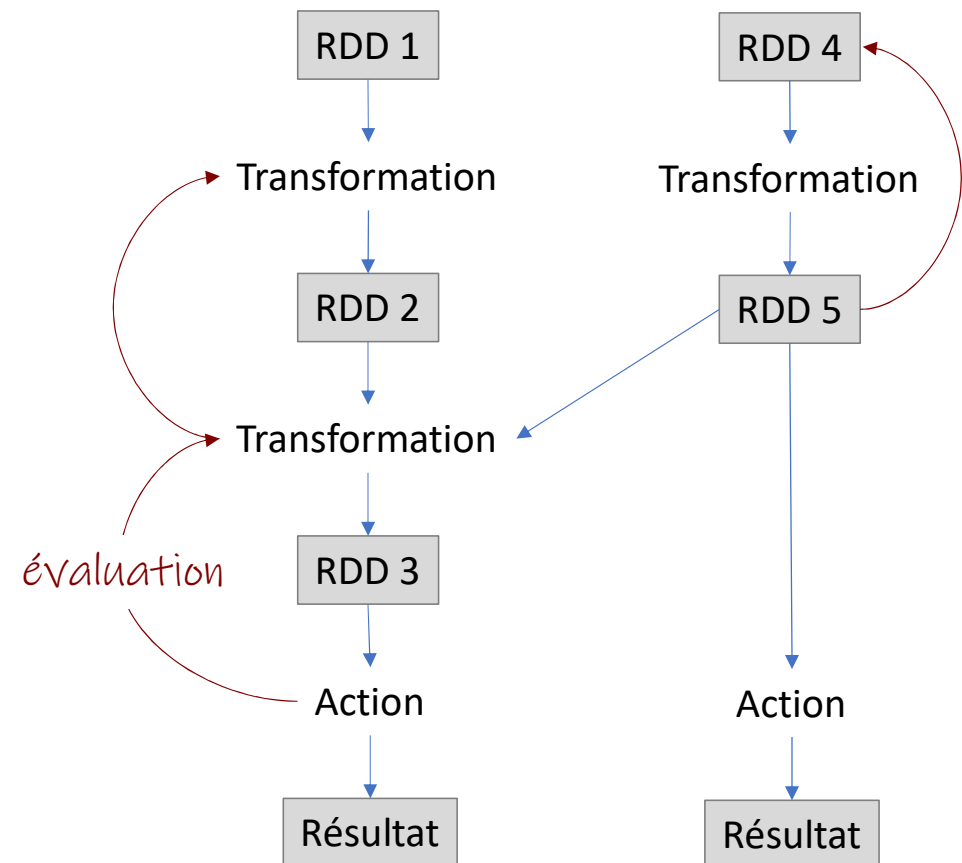 RDD 1
Transformation
RDD 2
Transformation
évaluation
RDD 3
Action
Résultat
RDD 4
Transformation
RDD 5
Action
Résultat